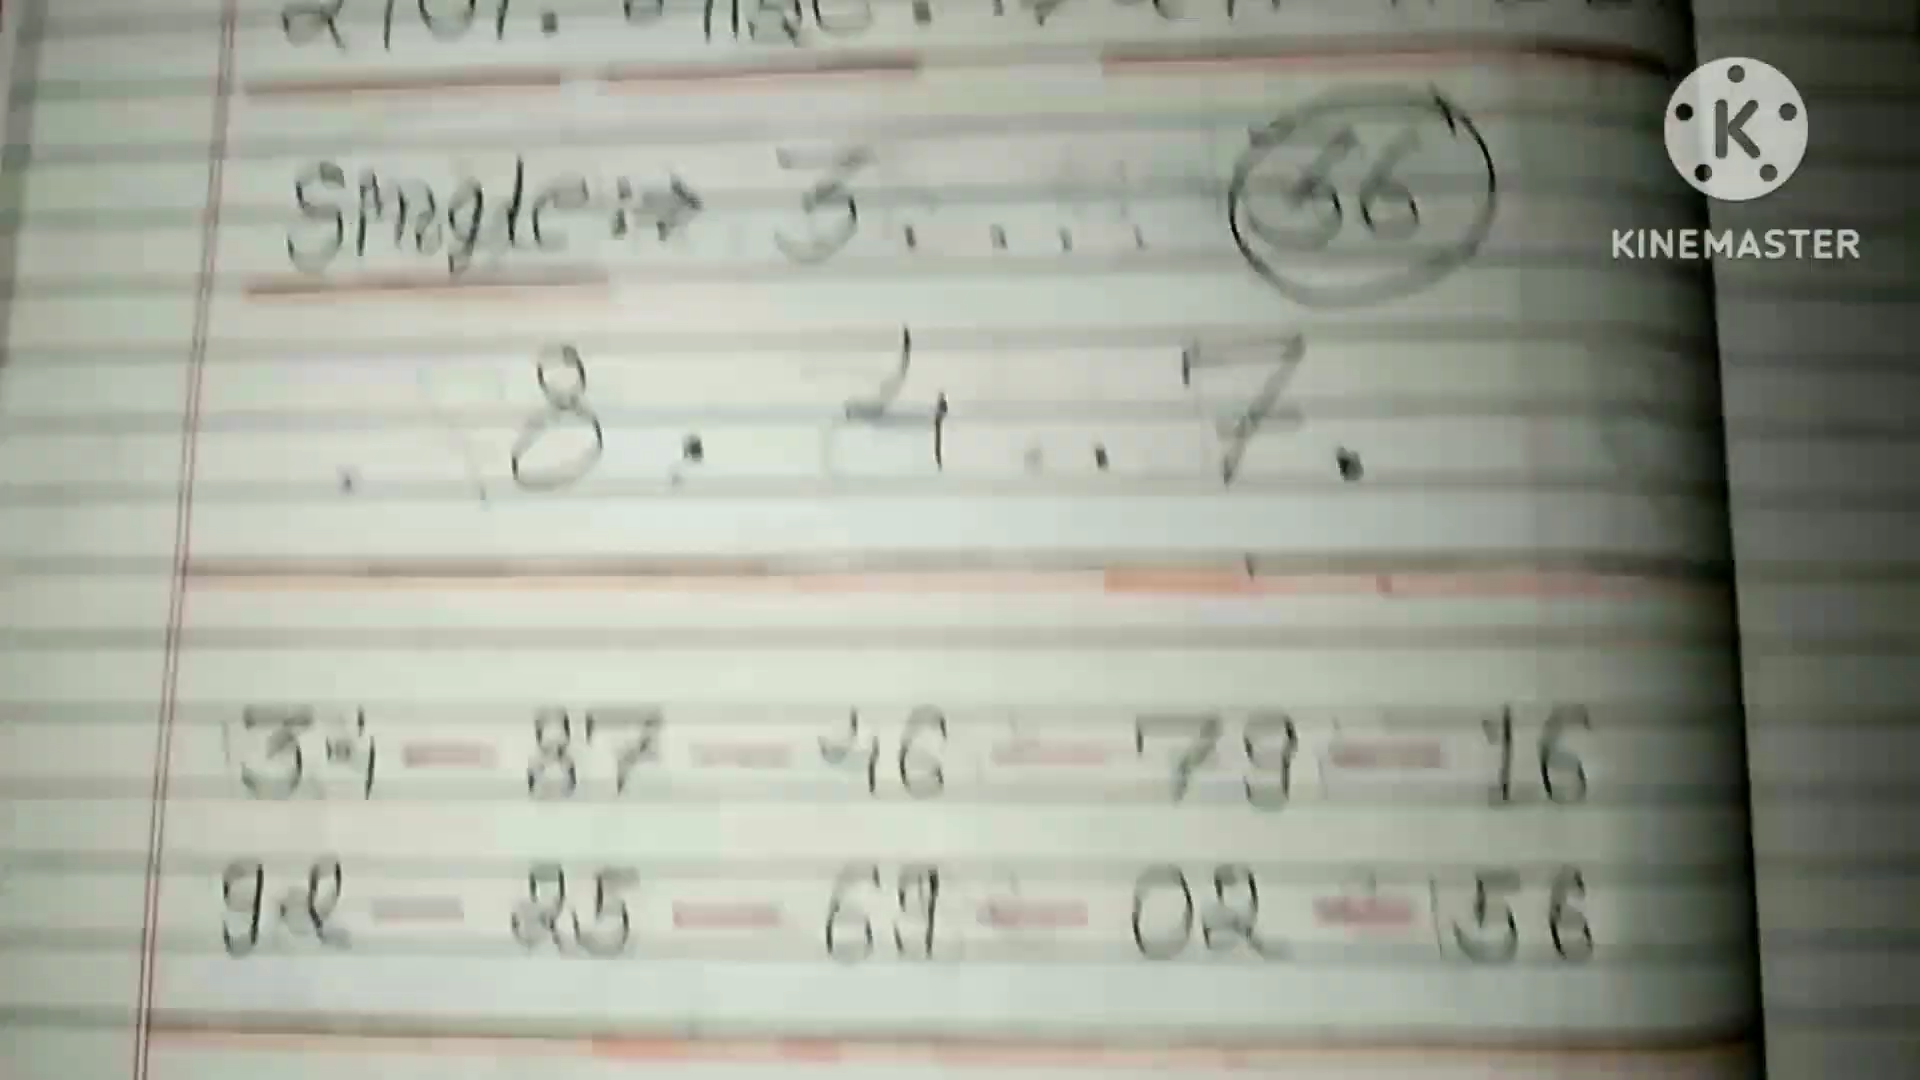 Single:→ 3.... 36
KINEMASTER
. 8 . 4 .. 7 .
34 — 87 — 46 — 79 — 16
92 — 25 — 69 — 02 — 56